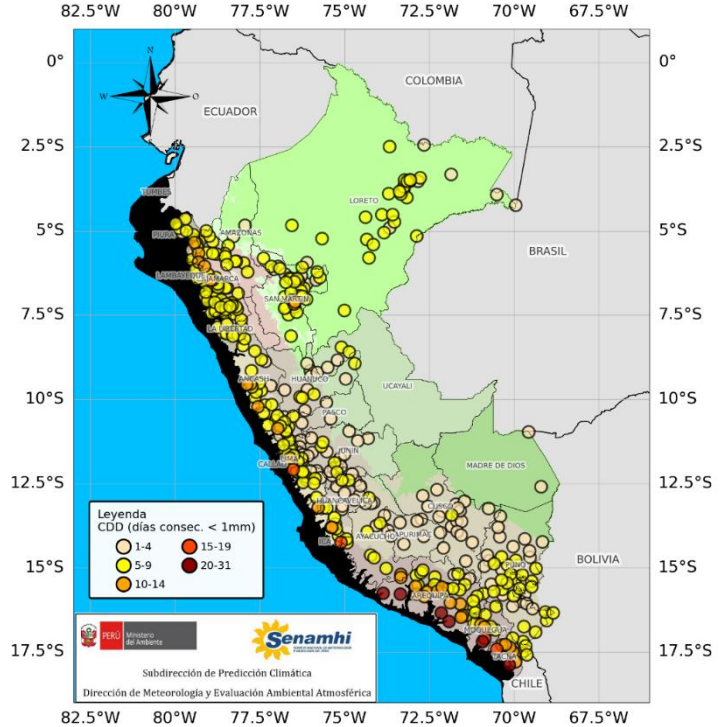 82.5°W 80°W 77.5°W 75°W 72.5°W 70°W 67.5°W
0° 0°
2.5°S 2.5°S
5°S 5°S
7.5°S 7.5°S
10°S 10°S
12.5°S 12.5°S
15°S 15°S
17.5°S 17.5°S
N
W O
S
COLOMBIA
ECUADOR
TUMBES
LORETO
PIURA
AMAZONAS
BRASIL
LAMBAYEQUE
CAJAMARCA
SAN MARTIN
LA LIBERTAD
ANCASH
HUANUCO
UCAYALI
PASCO
LIMA
JUNIN
CALLAO
MADRE DE DIOS
HUANCAVELICA
CUSCO
ICA
AYACUCHO
APURIMAC
PUNO
BOLIVIA
AREQUIPA
MOQUEGUA
TACNA
CHILE
Leyenda
CDD (días consec. < 1mm)
1-4 15-19
5-9 20-31
10-14
PERÚ Ministerio
del Ambiente
Senamhi
Subdirección de Predicción Climática
Dirección de Meteorología y Evaluación Ambiental Atmosférica
82.5°W 80°W 77.5°W 75°W 72.5°W 70°W 67.5°W